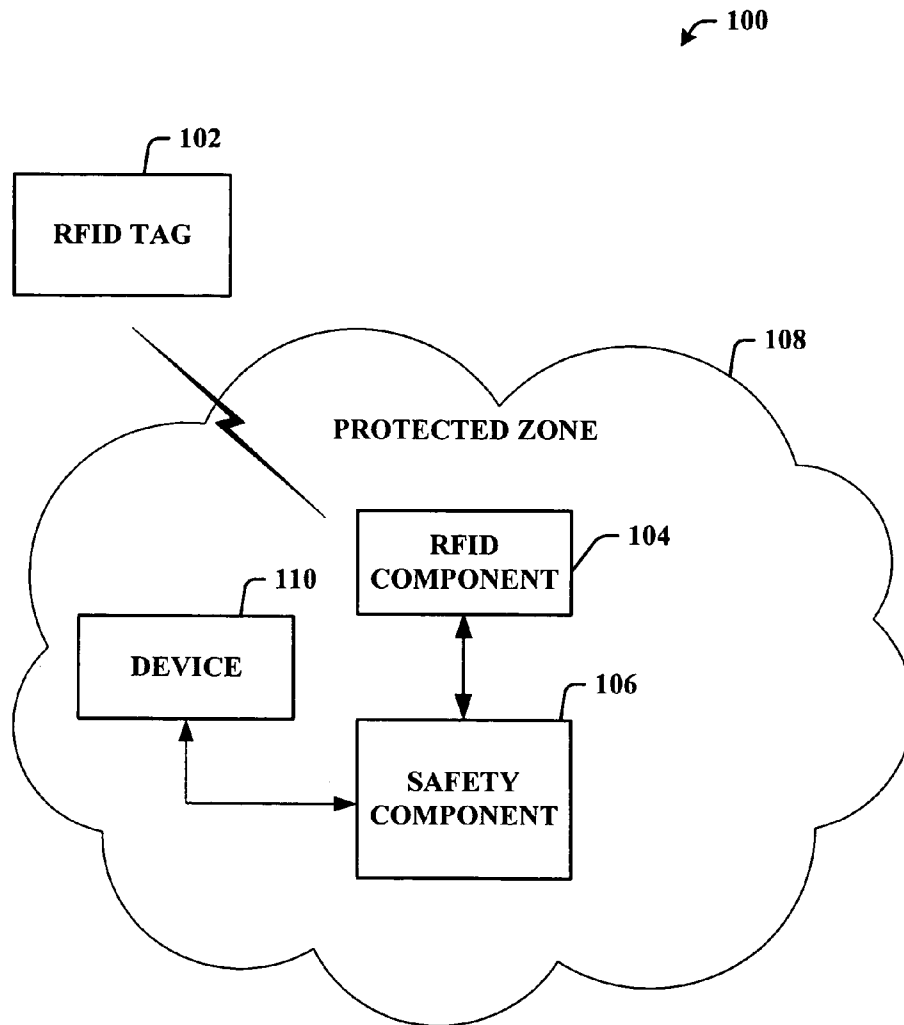 100
102
RFID TAG
108
PROTECTED ZONE
RFID
COMPONENT
104
110
DEVICE
106
SAFETY
COMPONENT